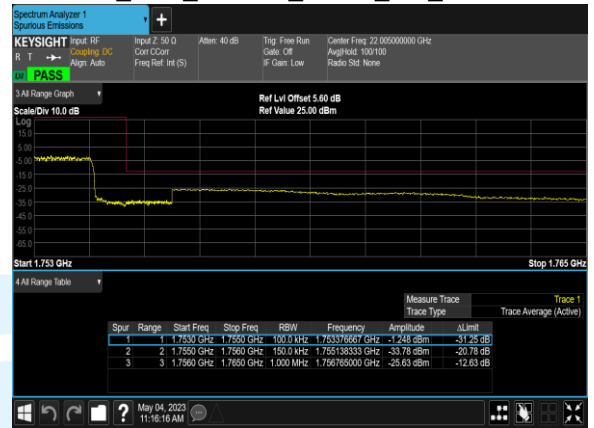 Spectrum Analyzer 1
Spurious Emissions
KEYSIGHT Input: RF Input Z: 50 Ω Atten: 40 dB Trig: Free Run Center Freq: 22.005000000 GHz
R T Coupling: DC Corr CCorr Gate: Off Avg|Hold: 100/100
Align: Auto Freq Ref: Int (S) IF Gain: Low Radio Std: None
LXI PASS
3 All Range Graph
Ref Lvl Offset 5.60 dB
Scale/Div 10.0 dB Ref Value 25.00 dBm
Log
15.0
5.00
-5.00
-15.0
-25.0
-35.0
-45.0
-55.0
-65.0
Start 1.753 GHz Stop 1.765 GHz
4 All Range Table
Measure Trace Trace 1
Trace Type Trace Average (Active)
Spur Range Start Freq Stop Freq RBW Frequency Amplitude ΔLimit
1 1 1.7530 GHz 1.7550 GHz 100.0 kHz 1.753376667 GHz -1.248 dBm -31.25 dB
2 2 1.7550 GHz 1.7560 GHz 150.0 kHz 1.755138333 GHz -33.78 dBm -20.78 dB
3 3 1.7560 GHz 1.7650 GHz 1.000 MHz 1.756765000 GHz -25.63 dBm -12.63 dB
May 04, 2023
11:16:16 AM